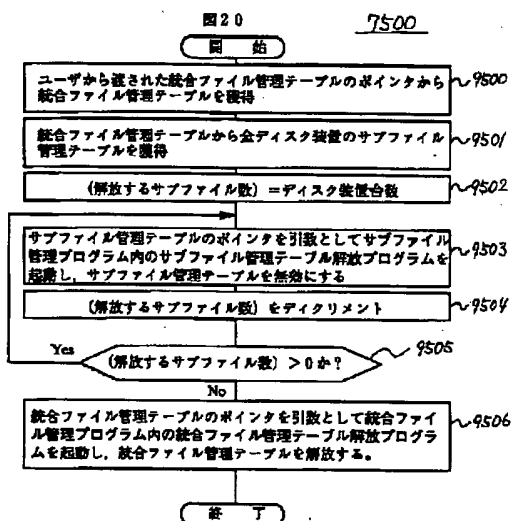 図20
7500
開 始
ユーザから渡された統合ファイル管理テーブルのポインタから
統合ファイル管理テーブルを獲得
9500
統合ファイル管理テーブルから全ディスク装置のサブファイル
管理テーブルを獲得
9501
(解放するサブファイル数)=ディスク装置台数
9502
サブファイル管理テーブルのポインタを引数としてサブファイル
管理プログラム内のサブファイル管理テーブル解放プログラムを
起動し,サブファイル管理テーブルを無効にする
9503
(解放するサブファイル数)をディクリメント
9504
Yes
(解放するサブファイル数)>0か?
9505
No
統合ファイル管理テーブルのポインタを引数として統合ファイ
ル管理プログラム内の統合ファイル管理テーブル解放プログラ
ムを起動し,統合ファイル管理テーブルを解放する。
9506
終 了